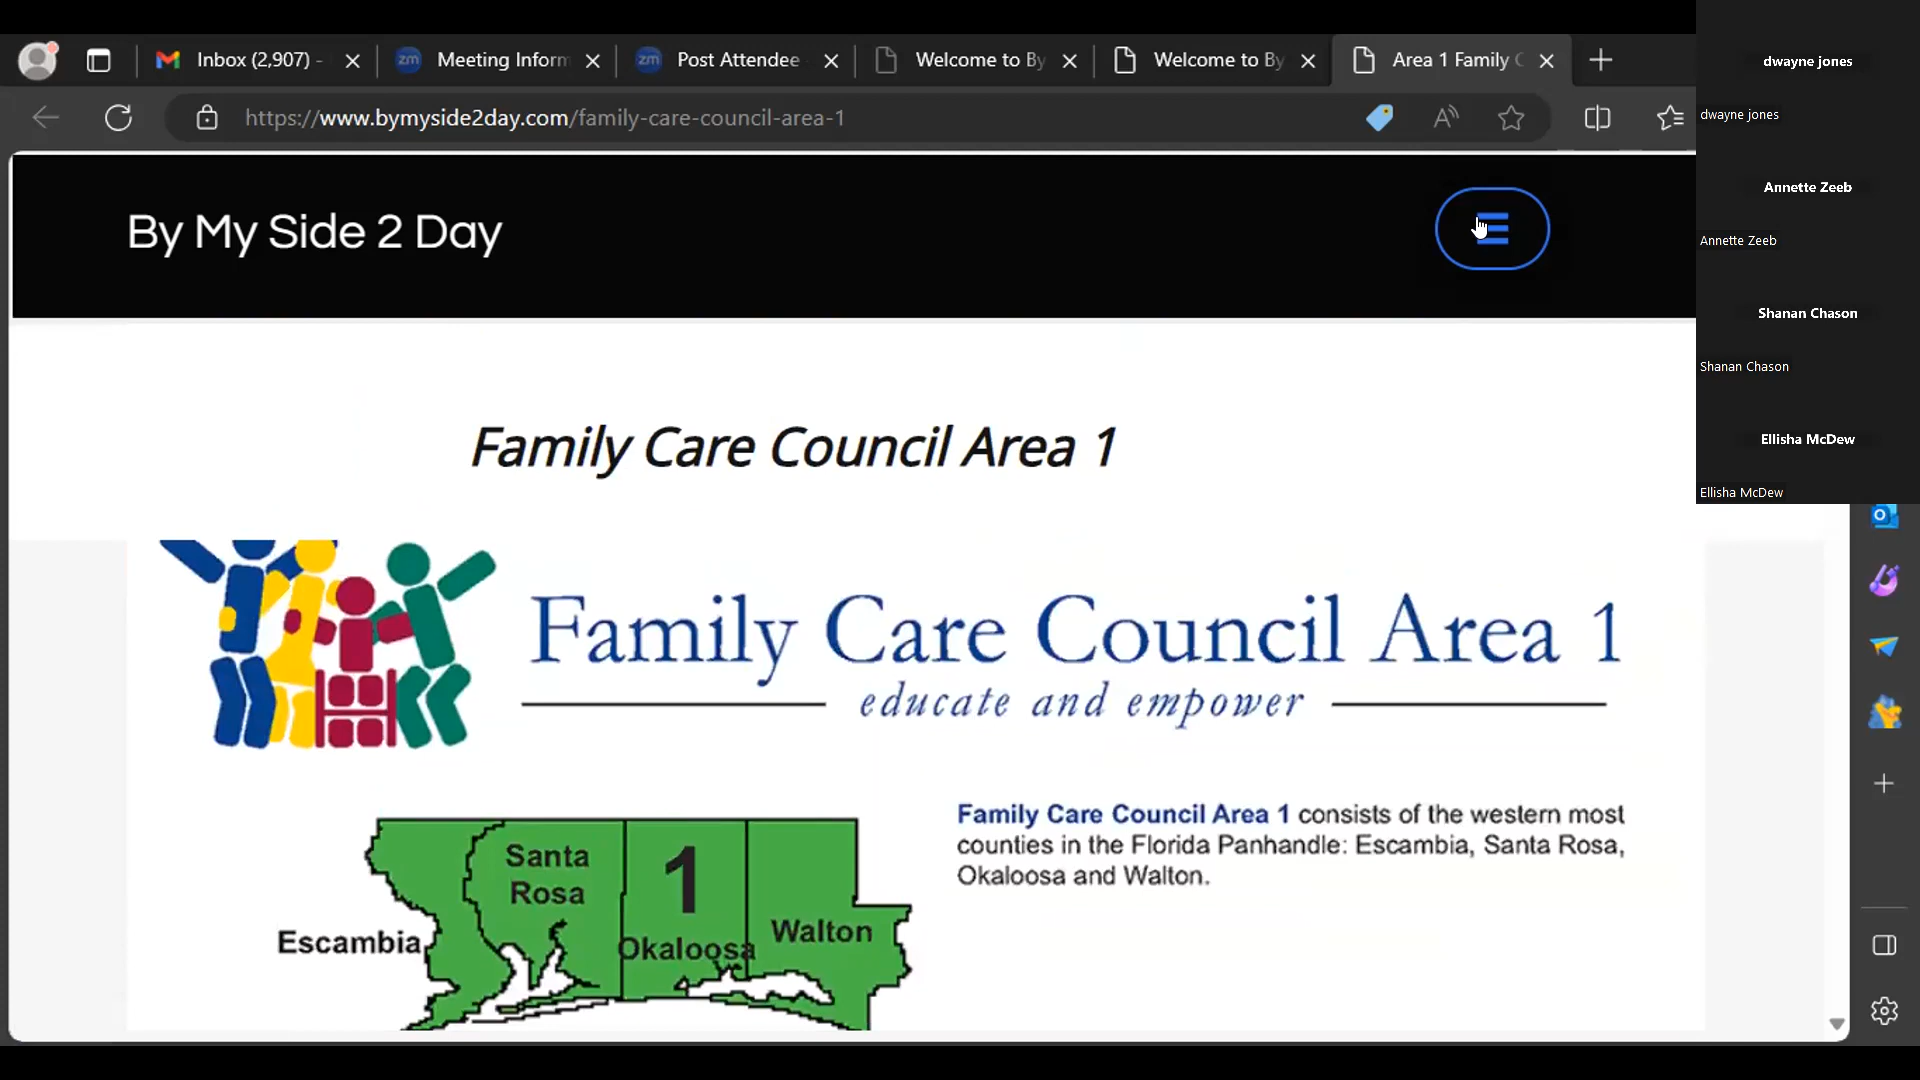 Inbox (2,907) -
zm Meeting Inform
zm Post Attendee
Welcome to By
Welcome to By
Area 1 Family C
https://www.bymyside2day.com/family-care-council-area-1
By My Side 2 Day
dwayne jones
dwayne jones
Annette Zeeb
Annette Zeeb
Shanan Chason
Shanan Chason
Ellisha McDew
Ellisha McDew
Family Care Council Area 1
Family Care Council Area 1
educate and empower
Family Care Council Area 1 consists of the western most
counties in the Florida Panhandle: Escambia, Santa Rosa,
Okaloosa and Walton.
Santa
Rosa
1
Escambia
Okaloosa
Walton